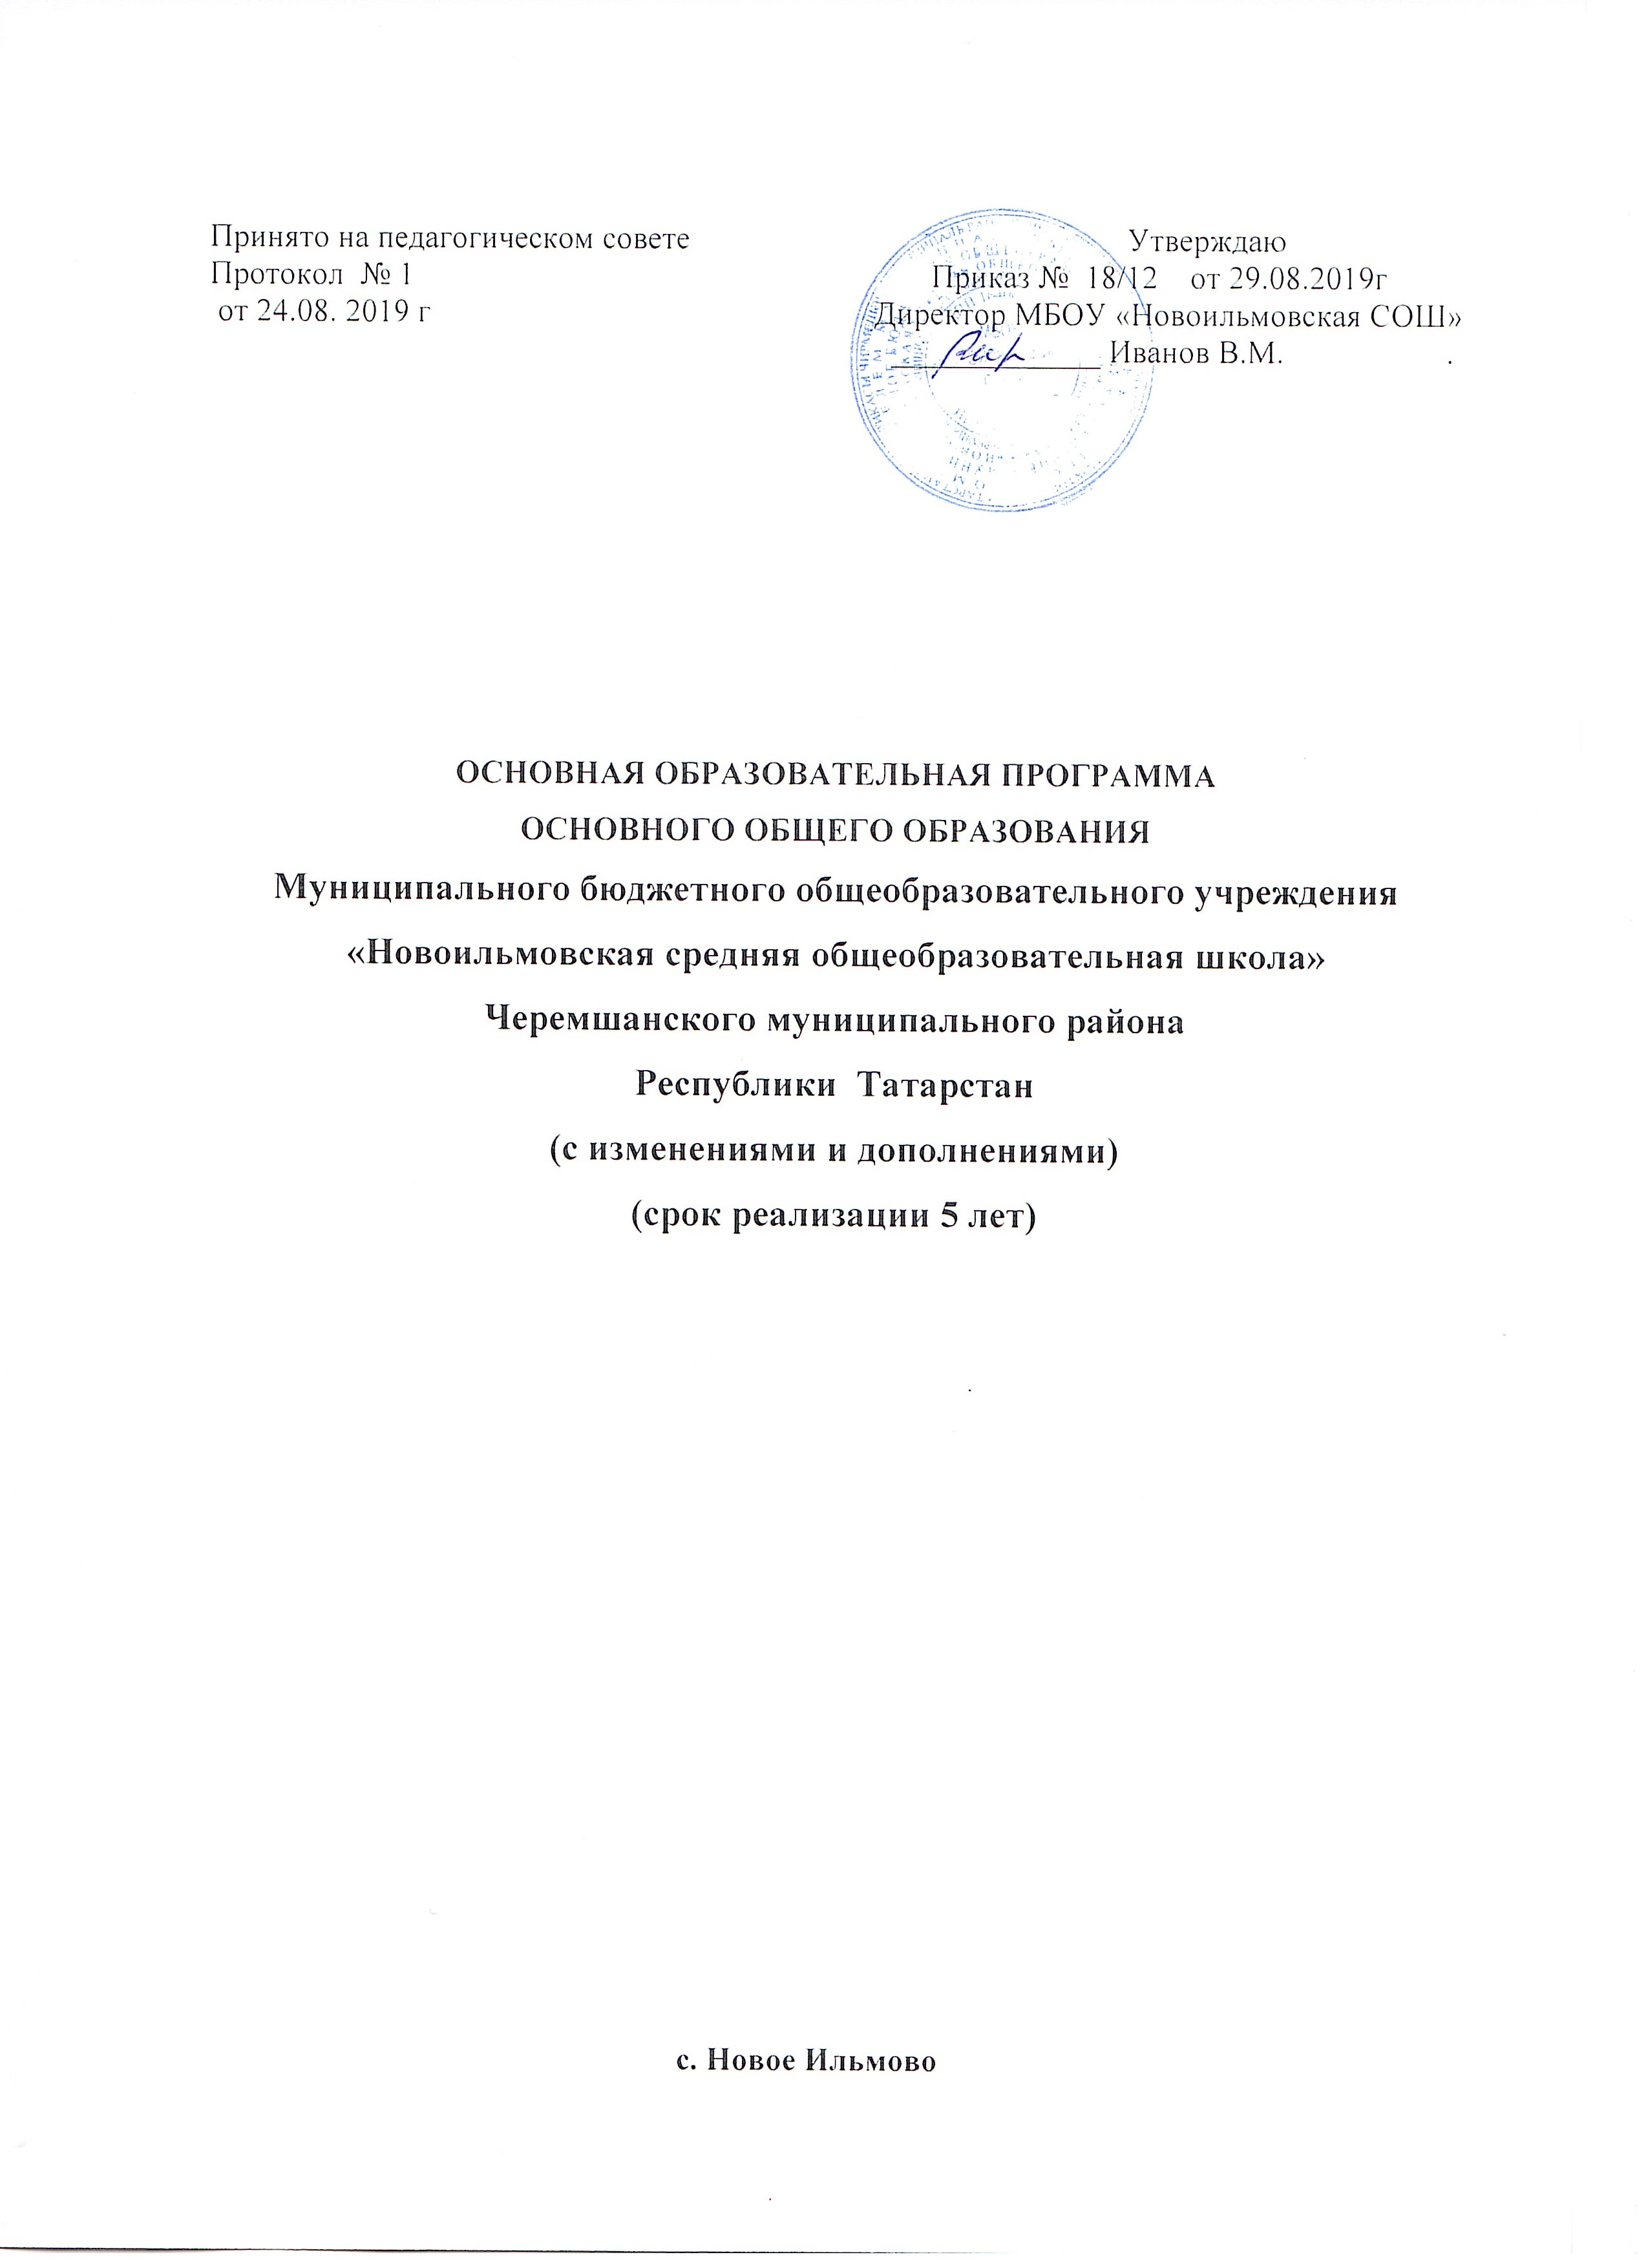 Принято на педагогическом совете
Протокол  № 1
от 24.08. 2019 г
Утверждаю
Приказ №  18/12    от 29.08.2019г
Директор МБОУ «Новоильмовская СОШ»
____________ Иванов В.М.                    .
ОСНОВНАЯ ОБРАЗОВАТЕЛЬНАЯ ПРОГРАММА
ОСНОВНОГО ОБЩЕГО ОБРАЗОВАНИЯ
Муниципального бюджетного общеобразовательного учреждения
«Новоильмовская средняя общеобразовательная школа»
Черемшанского муниципального района
Республики  Татарстан
(с изменениями и дополнениями)
(срок реализации 5 лет)
с. Новое Ильмово